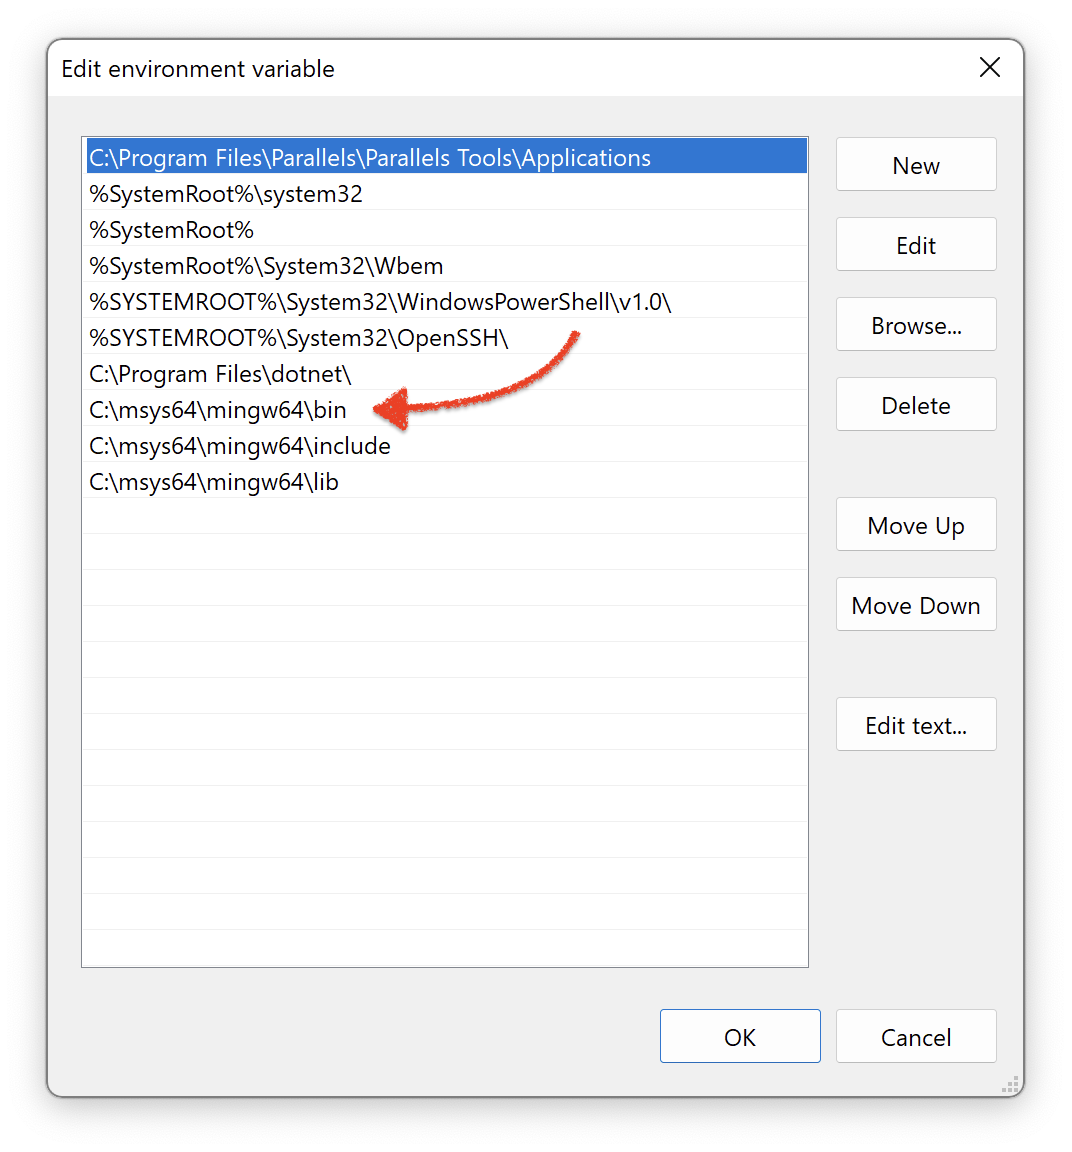 Edit environment variable
C:\Program Files\Parallels\Parallels Tools\Applications
%SystemRoot%\system32
%SystemRoot%
%SystemRoot%\System32\Wbem
%SYSTEMROOT%\System32\WindowsPowerShell\v1.0\
%SYSTEMROOT%\System32\OpenSSH\
C:\Program Files\dotnet\
C:\msys64\mingw64\bin
C:\msys64\mingw64\include
C:\msys64\mingw64\lib
New
Edit
Browse...
Delete
Move Up
Move Down
Edit text...
OK
Cancel